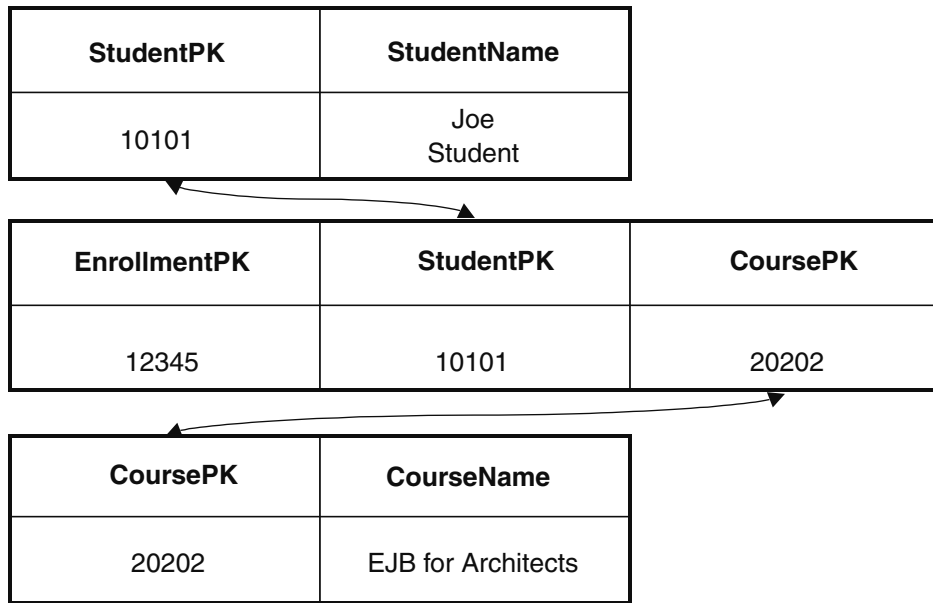 StudentPK StudentName
10101 Joe
Student
EnrollmentPK StudentPK CoursePK
12345 10101 20202
CoursePK CourseName
20202 EJB for Architects